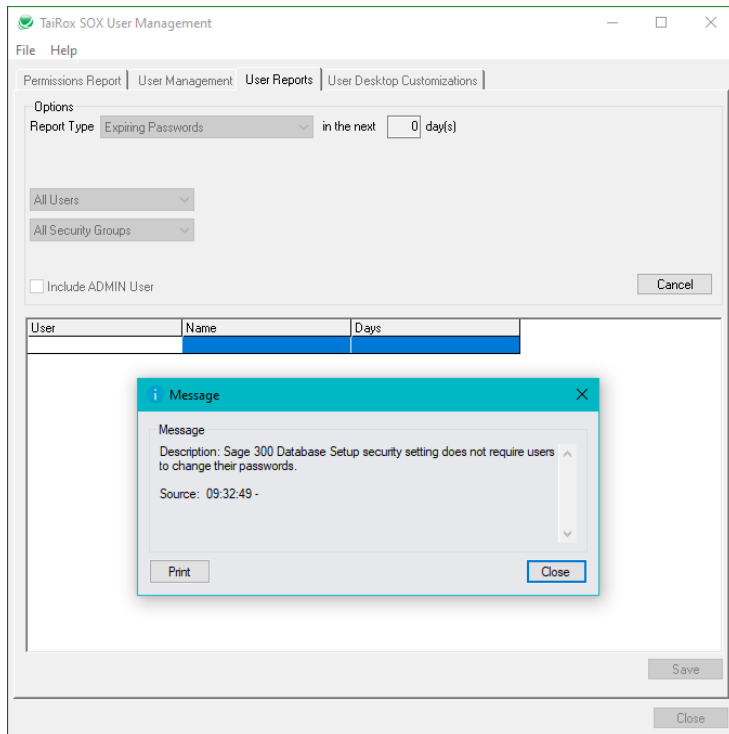 TaiRox SOX User Management
File Help
Permissions Report User Management User Reports User Desktop Customizations
Options
Report Type Expiring Passwords in the next 0 day(s)
All Users
All Security Groups
Include ADMIN User
Cancel
User Name Days
Message
Message
Description: Sage 300 Database Setup security setting does not require users
to change their passwords.
Source: 09:32:49 -
Print Close
Save
Close